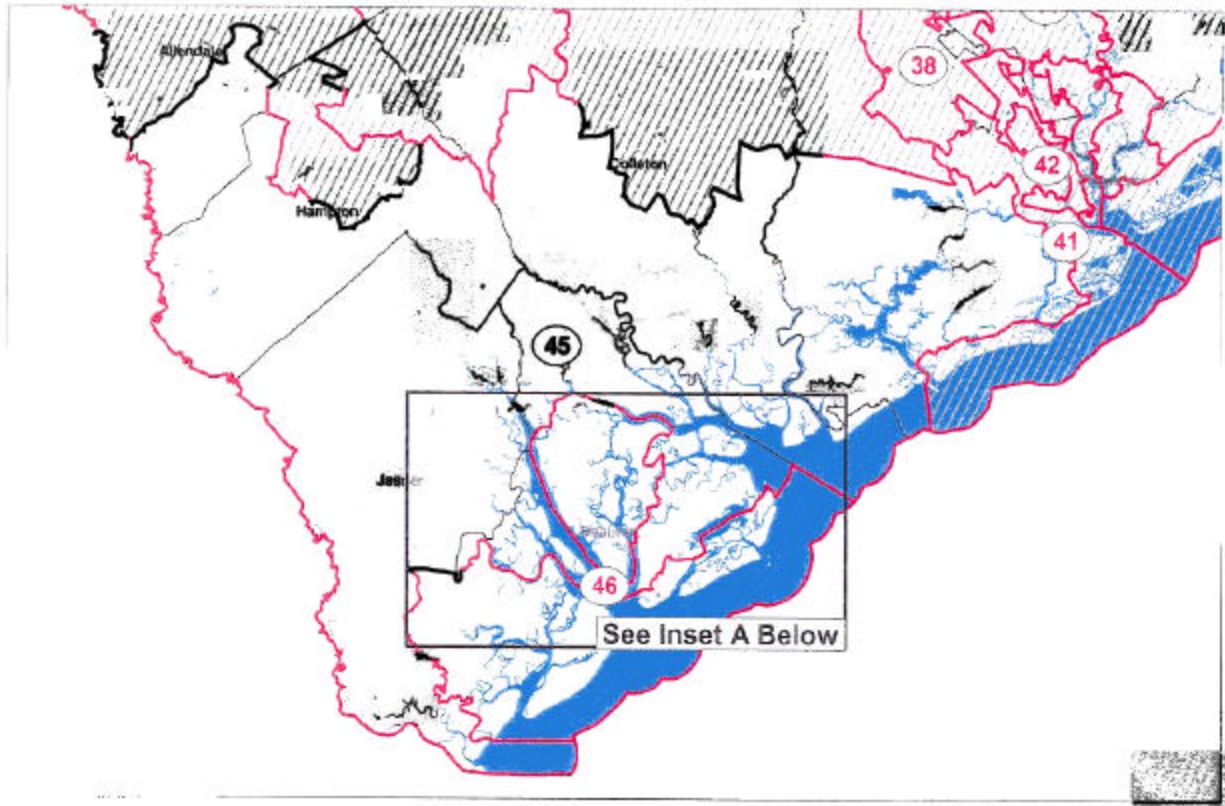 Allendale
38
Colleton
42
Hampton
41
45
Jasper
46
See Inset A Below